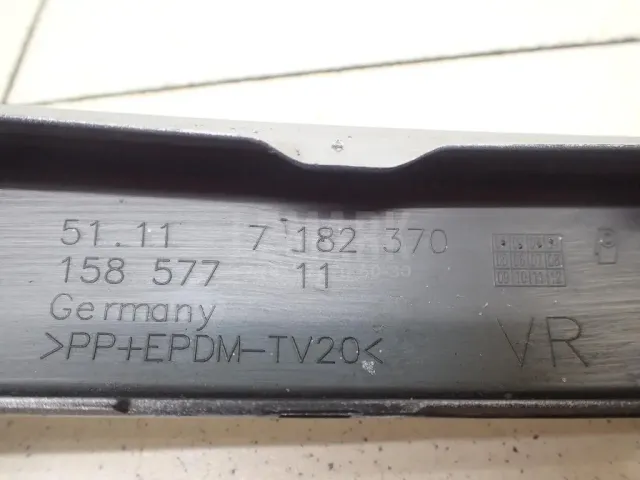 51.11 7 182 370
158 577 11
Germany
>PP+EPDM-TV20<
VR